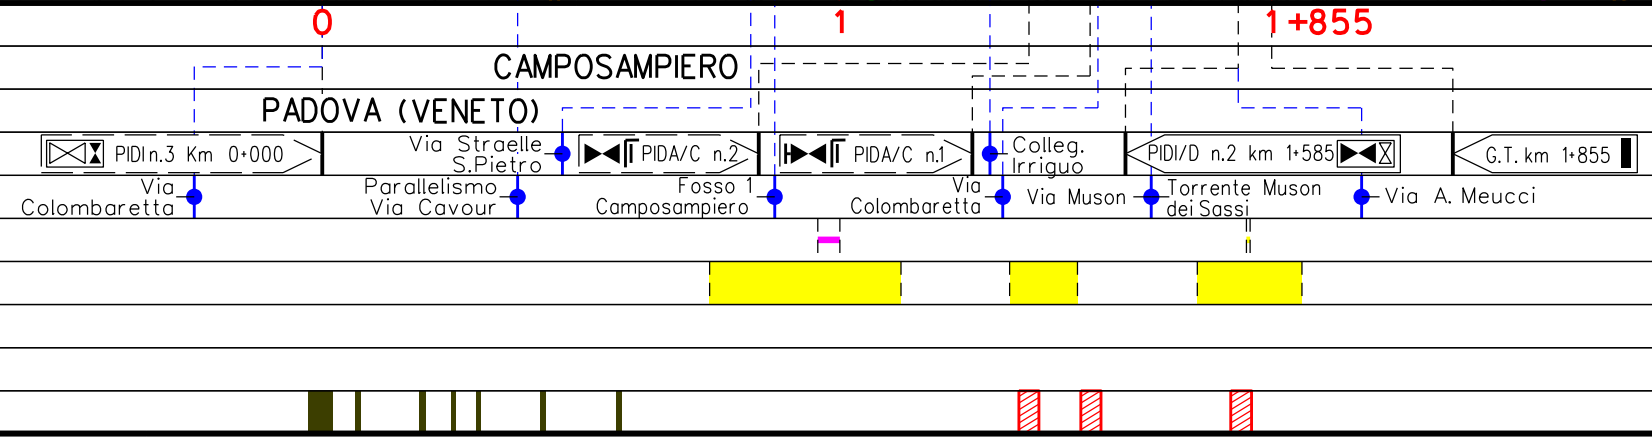 0 1 1+855
CAMPOSAMPIERO
PADOVA (VENETO)
PIDI n.3 Km 0+000
Via Straelle
S.Pietro
PIDA/C n.2
PIDA/C n.1
Colleg.
Irriguo
PIDI/D n.2 km 1+585
G.T. km 1+855
Via
Colombaretta
Parallelismo
Via Cavour
Fosso 1
Camposampiero
Via
Colombaretta
Via Muson
Torrente Muson
dei Sassi
Via A. Meucci